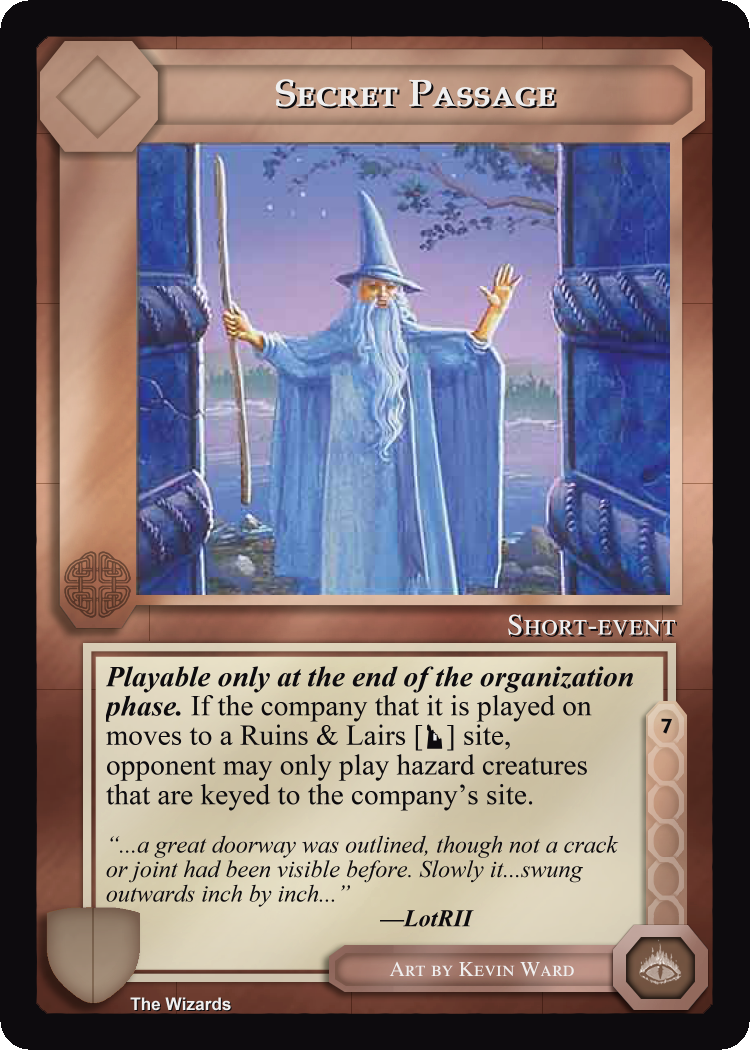 Secret Passage
Short-event
Playable only at the end of the organization
phase. If the company that it is played on
moves to a Ruins & Lairs [ ] site,
opponent may only play hazard creatures
that are keyed to the company's site.
7
"...a great doorway was outlined, though not a crack
or joint had been visible before. Slowly it...swung
outwards inch by inch..."
—LotRII
Art by Kevin Ward
The Wizards